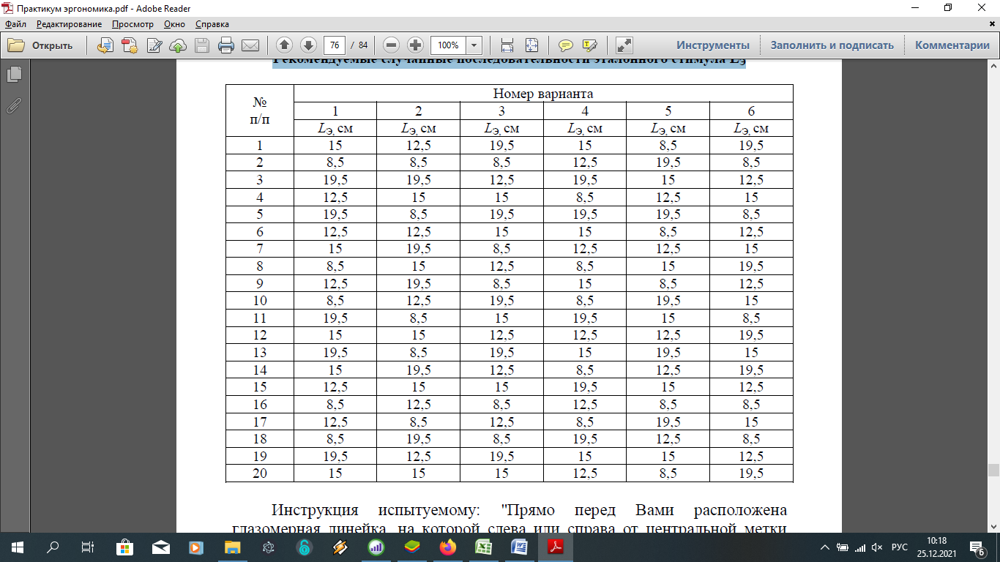 Практикум эргономика.pdf - Adobe Reader
Файл Редактирование Просмотр Окно Справка
Открыть 76 / 84 100% Инструменты Заполнить и подписать Комментарии
Рекомендуемые случайные последовательности эталонного стимула LЭ
№ п/п Номер варианта
1 2 3 4 5 6
LЭ, см LЭ, см LЭ, см LЭ, см LЭ, см LЭ, см
1 15 12,5 19,5 15 8,5 19,5
2 8,5 8,5 8,5 12,5 19,5 8,5
3 19,5 19,5 12,5 19,5 15 12,5
4 12,5 15 15 8,5 12,5 15
5 19,5 8,5 19,5 19,5 19,5 8,5
6 12,5 12,5 15 15 8,5 12,5
7 15 19,5 8,5 12,5 12,5 15
8 8,5 15 12,5 8,5 15 19,5
9 12,5 19,5 8,5 15 8,5 12,5
10 8,5 12,5 19,5 8,5 19,5 15
11 19,5 8,5 15 19,5 15 8,5
12 15 15 12,5 12,5 12,5 19,5
13 19,5 8,5 19,5 15 19,5 15
14 15 19,5 12,5 8,5 12,5 19,5
15 12,5 15 15 19,5 15 12,5
16 8,5 12,5 8,5 12,5 8,5 8,5
17 12,5 8,5 12,5 8,5 19,5 15
18 8,5 19,5 8,5 19,5 12,5 8,5
19 19,5 12,5 19,5 15 15 12,5
20 15 15 15 12,5 8,5 19,5
Инструкция испытуемому: "Прямо перед Вами расположена
глазомерная линейка, на которой слева или справа от центральной метки
РУС 10:18
25.12.2021 6